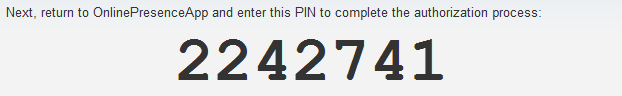 Next, return to OnlinePresenceApp and enter this PIN to complete the authorization process:
2242741